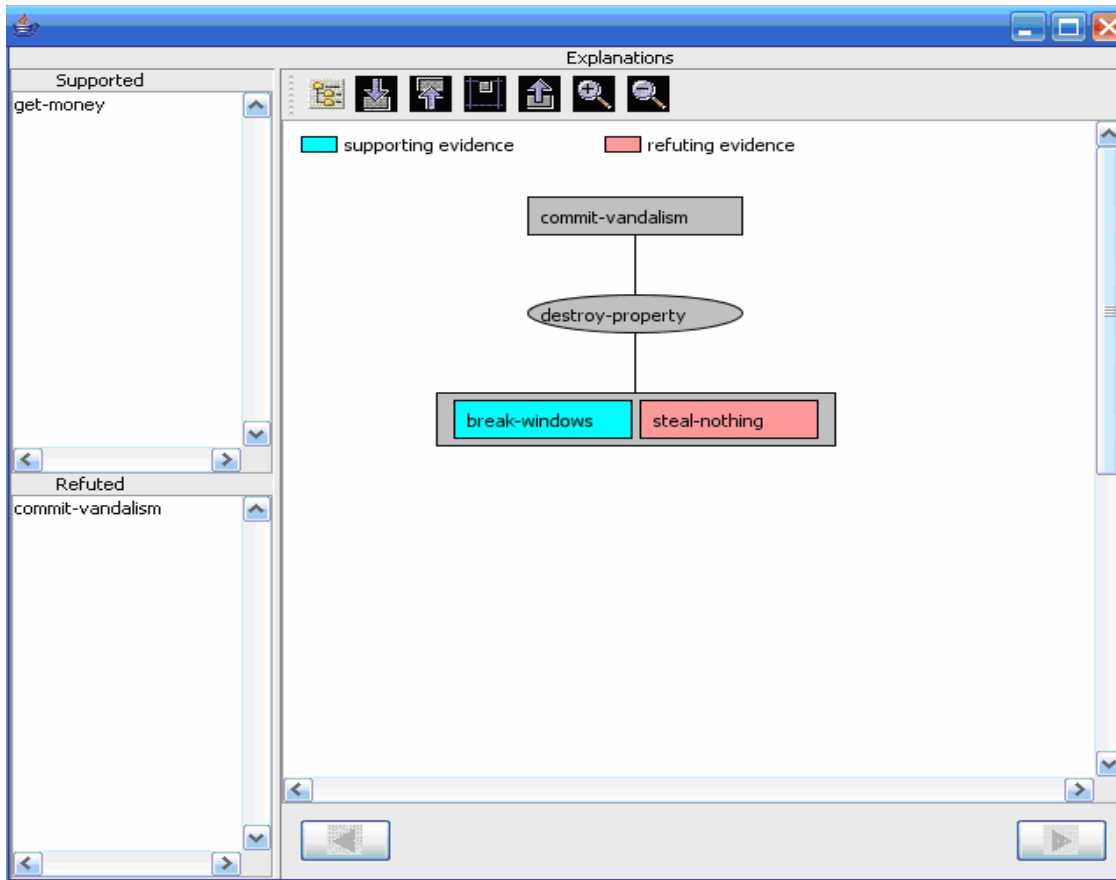 Explanations
Supported
get-money
Refuted
commit-vandalism
supporting evidence
refuting evidence
commit-vandalism
destroy-property
break-windows
steal-nothing